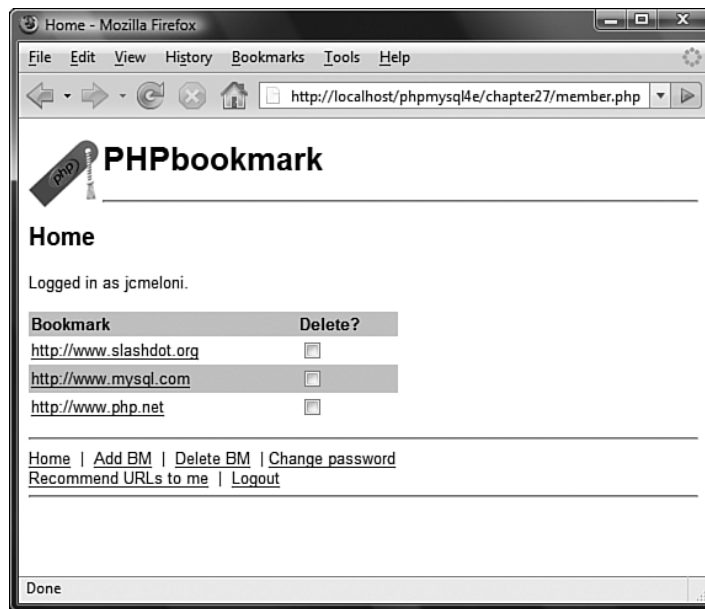 Home - Mozilla Firefox
File Edit View History Bookmarks Tools Help
http://localhost/phpmysql4e/chapter27/member.php
php
PHPbookmark
Home
Logged in as jcmeloni.
Bookmark Delete?
http://www.slashdot.org
http://www.mysql.com
http://www.php.net
Home | Add BM | Delete BM | Change password
Recommend URLs to me | Logout
Done